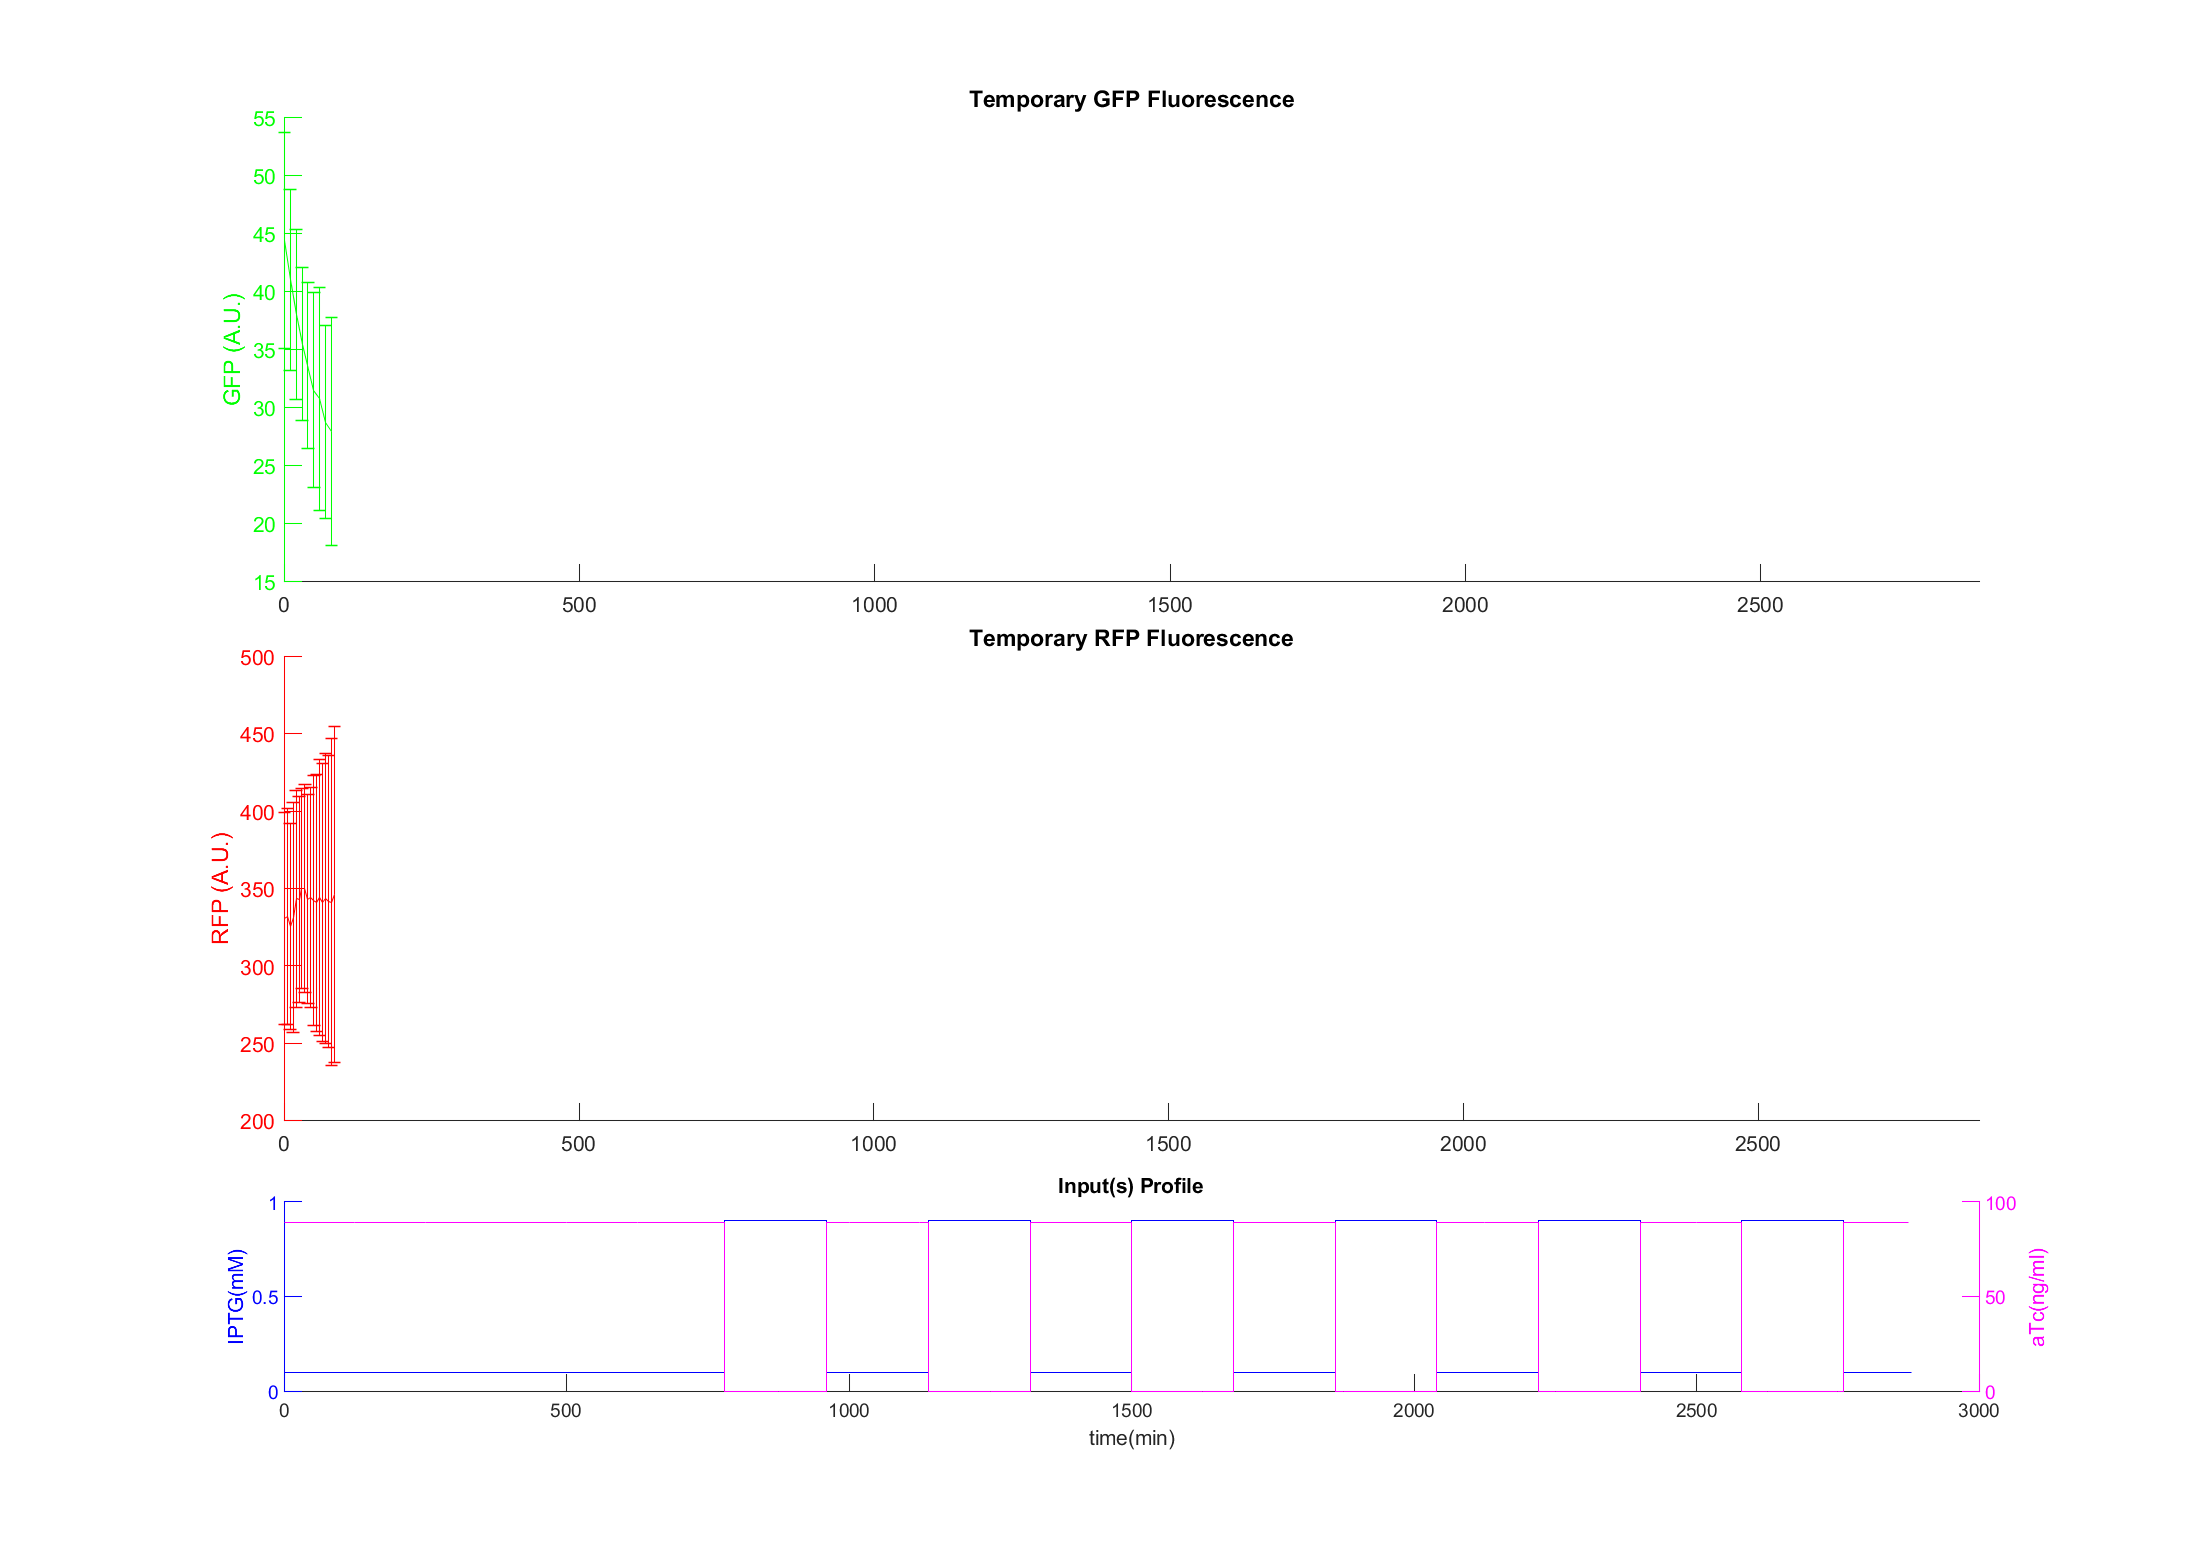 Temporary GFP Fluorescence
55
50
45
40
35
30
25
20
15
GFP (A.U.)
0 500 1000 1500 2000 2500
Temporary RFP Fluorescence
500
450
400
350
300
250
200
RFP (A.U.)
0 500 1000 1500 2000 2500
Input(s) Profile
1
0.5
0
IPTG(mM)
100
50
0
aTc(ng/ml)
0 500 1000 1500 2000 2500 3000
time(min)